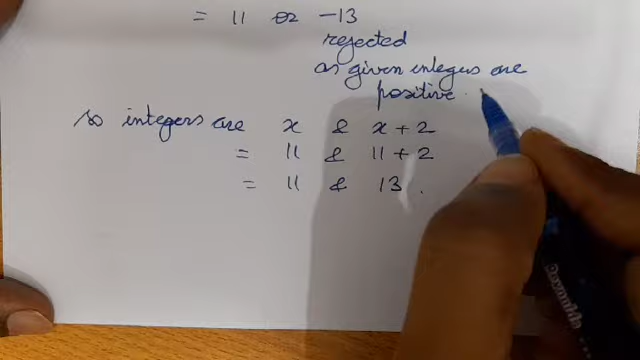 = 11 or -13
rejected
as given integers are
positive.
so integers are x & x+2
= 11 & 11+2
= 11 & 13.